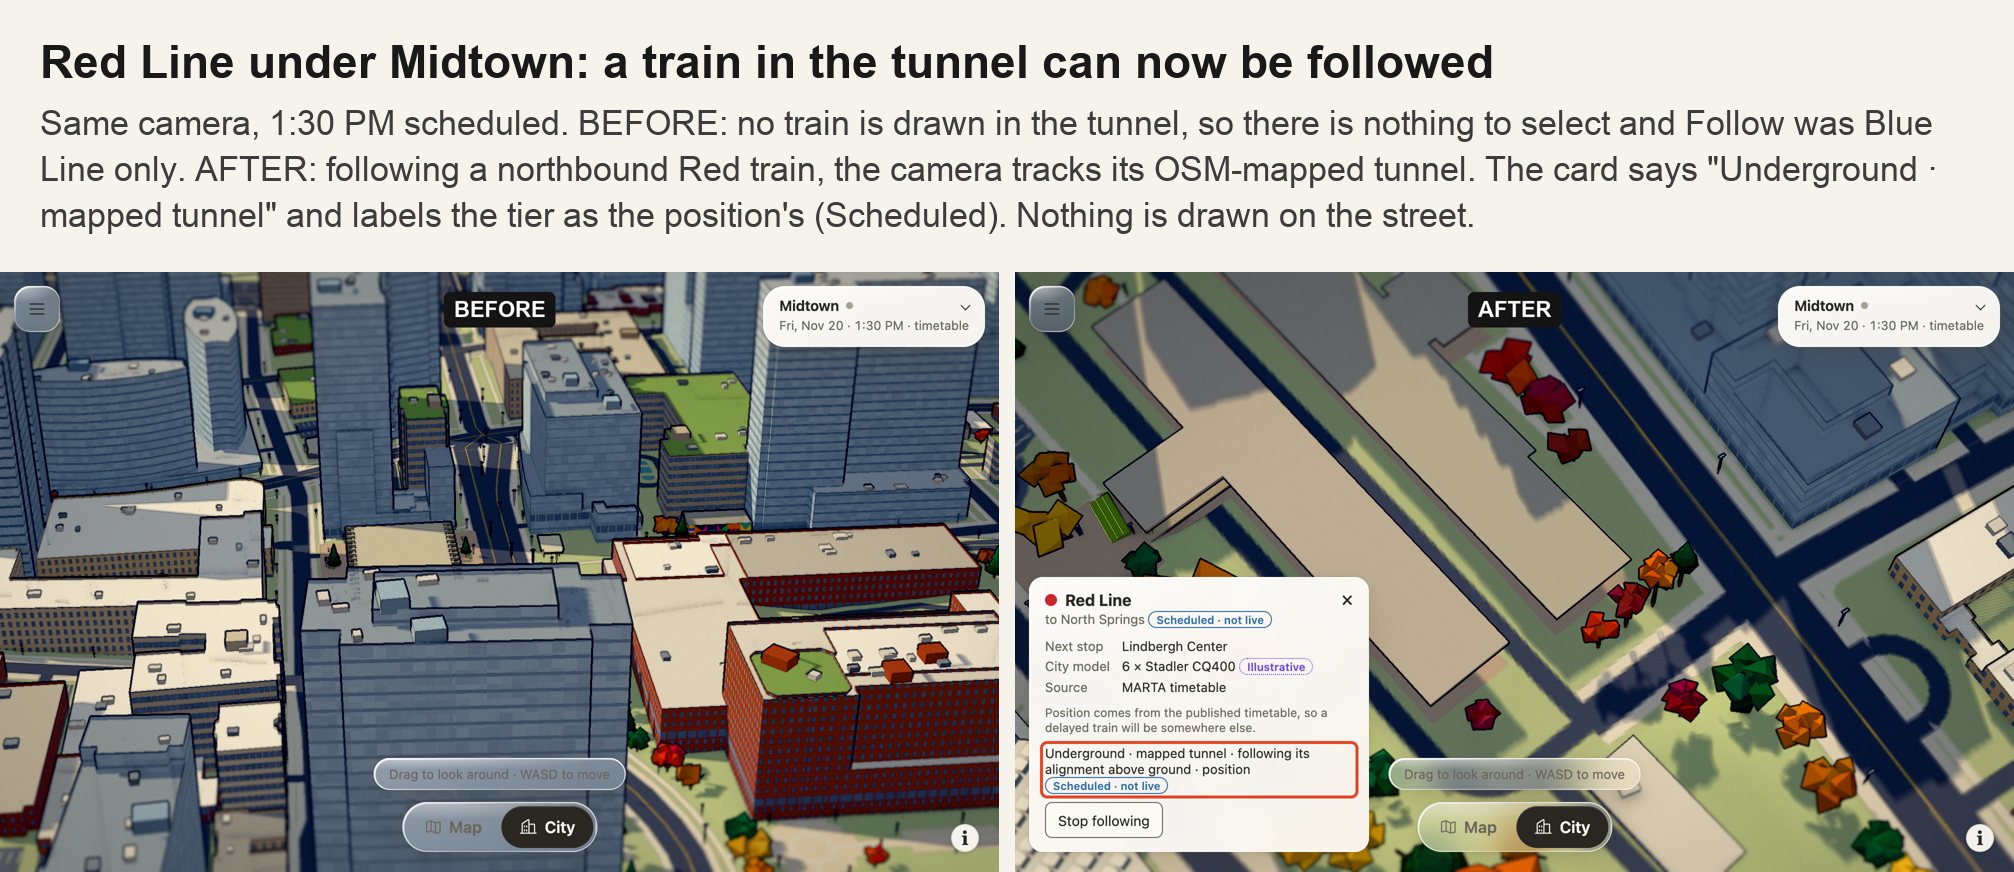 Red Line under Midtown: a train in the tunnel can now be followed
Same camera, 1:30 PM scheduled. BEFORE: no train is drawn in the tunnel, so there is nothing to select and Follow was Blue
Line only. AFTER: following a northbound Red train, the camera tracks its OSM-mapped tunnel. The card says "Underground ·
mapped tunnel" and labels the tier as the position's (Scheduled). Nothing is drawn on the street.
BEFORE
Midtown
Fri, Nov 20 · 1:30 PM · timetable
Drag to look around · WASD to move
Map
City
i
AFTER
Midtown
Fri, Nov 20 · 1:30 PM · timetable
Red Line
to North Springs Scheduled · not live
Next stop Lindbergh Center
City model 6 × Stadler CQ400 Illustrative
Source MARTA timetable
Position comes from the published timetable, so a
delayed train will be somewhere else.
Underground · mapped tunnel · following its
alignment above ground · position
Scheduled · not live
Stop following
Drag to look around · WASD to move
Map
City
i